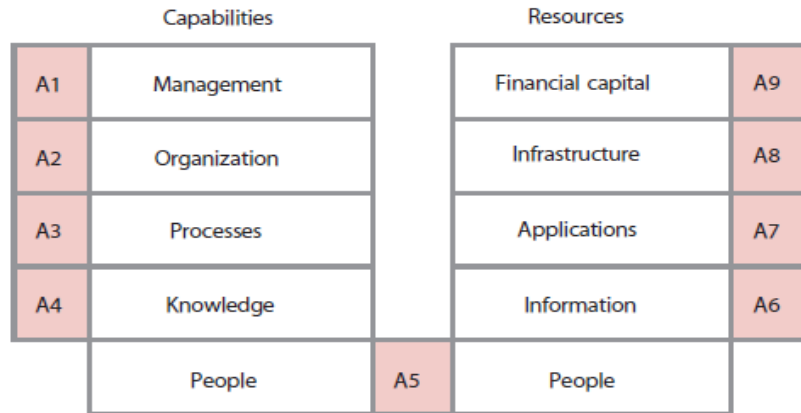 Capabilities Resources
A1 Management Financial capital A9
A2 Organization Infrastructure A8
A3 Processes Applications A7
A4 Knowledge Information A6
People A5 People